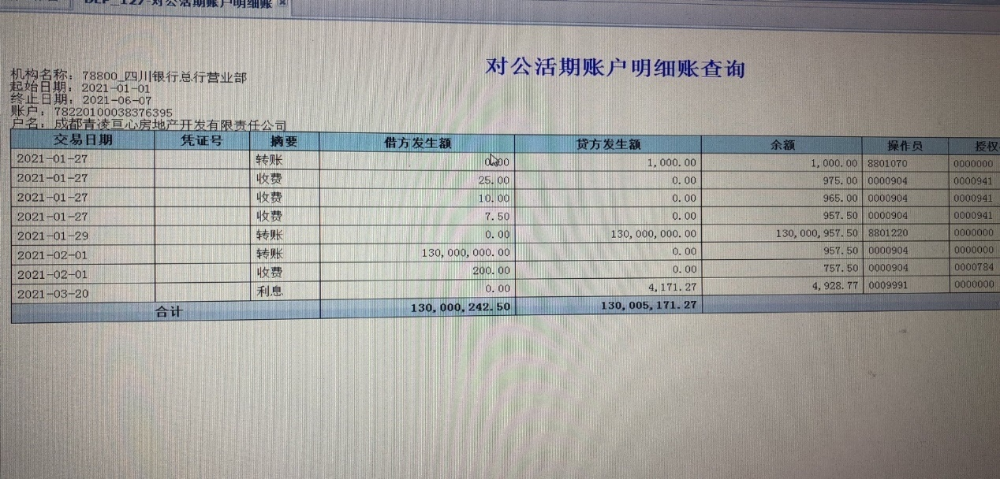 DEP_127-对公活期账户明细账
对公活期账户明细账查询
机构名称: 78800_四川银行总行营业部
起始日期: 2021-01-01
终止日期: 2021-06-07
账户: 78220100038376395
户名: 成都青凌亘心房地产开发有限责任公司
交易日期 凭证号 摘要 借方发生额 贷方发生额 余额 操作员 授权
2021-01-27 转账 0.00 1,000.00 1,000.00 8801070 0000000
2021-01-27 收费 25.00 0.00 975.00 0000904 0000941
2021-01-27 收费 10.00 0.00 965.00 0000904 0000941
2021-01-27 收费 7.50 0.00 957.50 0000904 0000941
2021-01-29 转账 0.00 130,000,000.00 130,000,957.50 8801220 0000000
2021-02-01 转账 130,000,000.00 0.00 957.50 0000904 0000000
2021-02-01 收费 200.00 0.00 757.50 0000904 0000784
2021-03-20 利息 0.00 4,171.27 4,928.77 0009991 0000000
合计 130,000,242.50 130,005,171.27